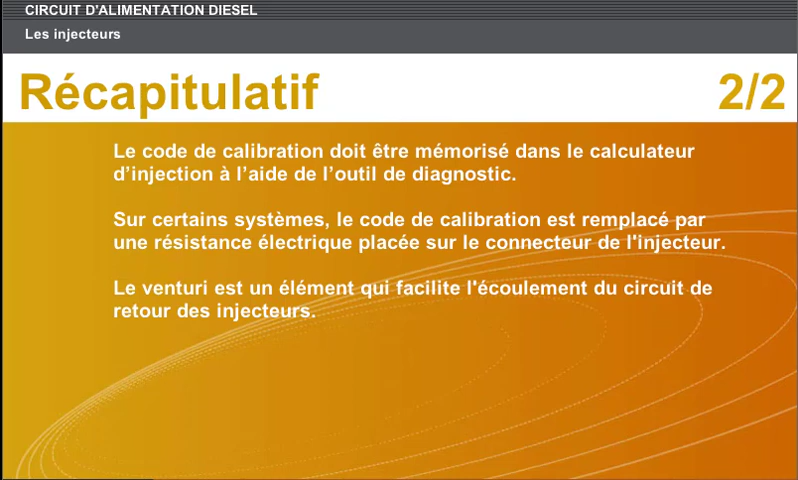 CIRCUIT D'ALIMENTATION DIESEL
Les injecteurs
Récapitulatif 2/2
Le code de calibration doit être mémorisé dans le calculateur
d’injection à l’aide de l’outil de diagnostic.
Sur certains systèmes, le code de calibration est remplacé par
une résistance électrique placée sur le connecteur de l'injecteur.
Le venturi est un élément qui facilite l'écoulement du circuit de
retour des injecteurs.